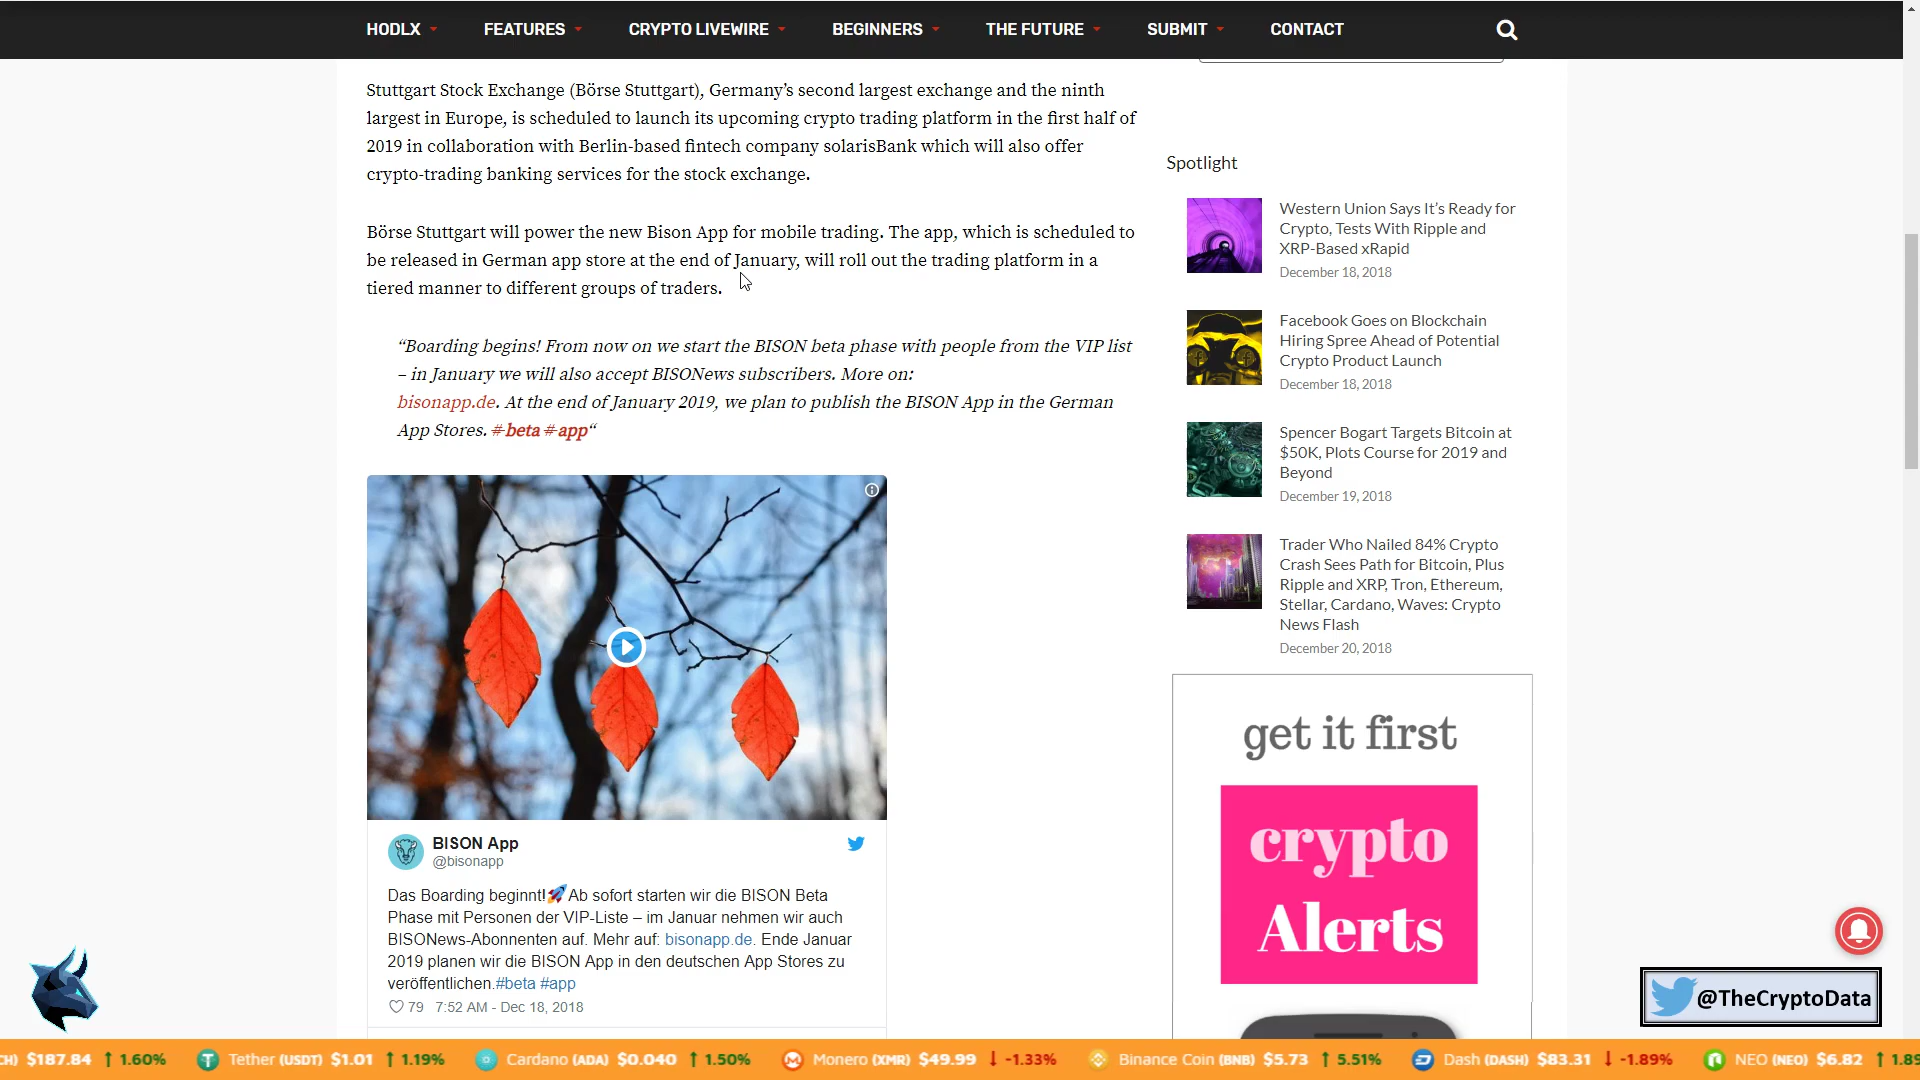 HODLX
FEATURES
CRYPTO LIVEWIRE
BEGINNERS
THE FUTURE
SUBMIT
CONTACT
Stuttgart Stock Exchange (Börse Stuttgart), Germany’s second largest exchange and the ninth
largest in Europe, is scheduled to launch its upcoming crypto trading platform in the first half of
2019 in collaboration with Berlin-based fintech company solarisBank which will also offer
crypto-trading banking services for the stock exchange.
Börse Stuttgart will power the new Bison App for mobile trading. The app, which is scheduled to
be released in German app store at the end of January, will roll out the trading platform in a
tiered manner to different groups of traders.
“Boarding begins! From now on we start the BISON beta phase with people from the VIP list
– in January we will also accept BISONews subscribers. More on:
bisonapp.de. At the end of January 2019, we plan to publish the BISON App in the German
App Stores. #beta #app“
BISON App
@bisonapp
Das Boarding beginnt!🚀Ab sofort starten wir die BISON Beta
Phase mit Personen der VIP-Liste – im Januar nehmen wir auch
BISONews-Abonnenten auf. Mehr auf: bisonapp.de. Ende Januar
2019 planen wir die BISON App in den deutschen App Stores zu
veröffentlichen.#beta #app
79 7:52 AM - Dec 18, 2018
Spotlight
Western Union Says It’s Ready for
Crypto, Tests With Ripple and
XRP-Based xRapid
December 18, 2018
Facebook Goes on Blockchain
Hiring Spree Ahead of Potential
Crypto Product Launch
December 18, 2018
Spencer Bogart Targets Bitcoin at
$50K, Plots Course for 2019 and
Beyond
December 19, 2018
Trader Who Nailed 84% Crypto
Crash Sees Path for Bitcoin, Plus
Ripple and XRP, Tron, Ethereum,
Stellar, Cardano, Waves: Crypto
News Flash
December 20, 2018
get it first
crypto
Alerts
@TheCryptoData
CH) $187.84 ↑ 1.60% Tether (USDT) $1.01 ↑ 1.19% Cardano (ADA) $0.040 ↑ 1.50% Monero (XMR) $49.99 ↓ -1.33% Binance Coin (BNB) $5.73 ↑ 5.51% Dash (DASH) $83.31 ↓ -1.89% NEO (NEO) $6.82 ↑ 1.89